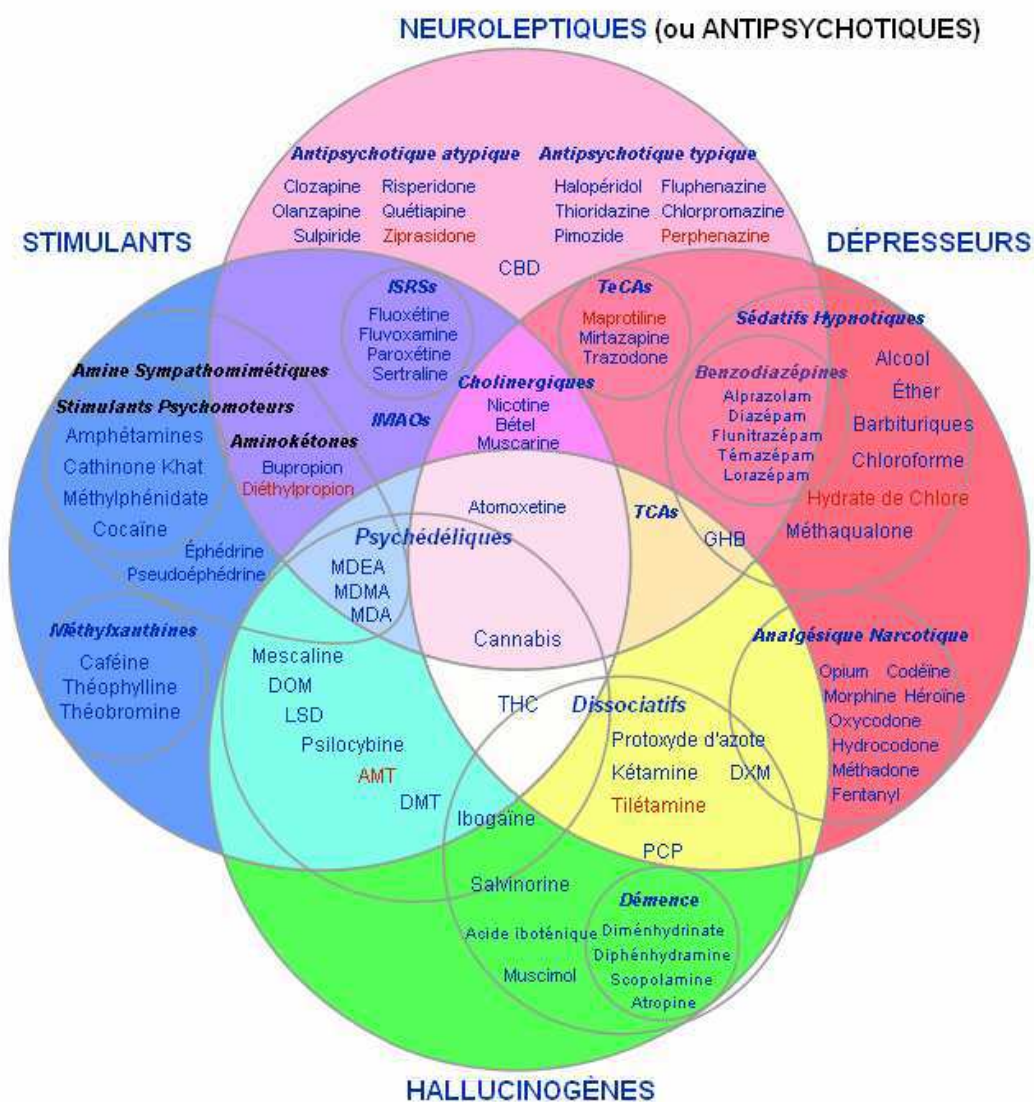 NEUROLEPTIQUES (ou ANTIPSYCHOTIQUES)
Antipsychotique atypique
Clozapine Risperidone
Olanzapine Quétiapine
Sulpiride Ziprasidone
Antipsychotique typique
Halopéridol Fluphenazine
Thioridazine Chlorpromazine
Pimozide Perphenazine
CBD
STIMULANTS
DÉPRESSEURS
ISRSs
Fluoxétine
Fluvoxamine
Paroxétine
Sertraline
TeCAs
Maprotiline
Mirtazapine
Trazodone
Sédatifs Hypnotiques
Alcool
Éther
Barbituriques
Chloroforme
Hydrate de Chlore
Méthaqualone
Benzodiazépines
Alprazolam
Diazépam
Flunitrazépam
Témazépam
Lorazépam
Amine Sympathomimétiques
Stimulants Psychomoteurs
Amphétamines
Cathinone Khat
Méthylphénidate
Cocaïne
Aminokétones
Bupropion
Diéthylpropion
IMAOs
Cholinergiques
Nicotine
Bétel
Muscarine
Éphédrine
Pseudoéphédrine
Atomoxetine
TCAs
GHB
Psychédéliques
MDEA
MDMA
MDA
Cannabis
Méthylxanthines
Caféine
Théophylline
Théobromine
Mescaline
DOM
LSD
Psilocybine
AMT
DMT
Ibogaïne
THC
Dissociatifs
Protoxyde d'azote
Kétamine DXM
Tilétamine
PCP
Analgésique Narcotique
Opium Codéïne
Morphine Héroïne
Oxycodone
Hydrocodone
Méthadone
Fentanyl
Salvinorine
Acide iboténique
Muscimol
Démence
Diménhydrinate
Diphénhydramine
Scopolamine
Atropine
HALLUCINOGÈNES